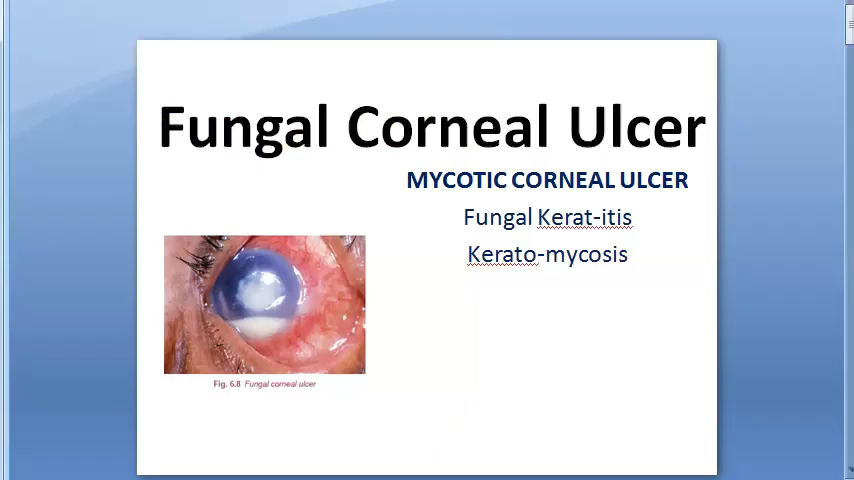 Fungal Corneal Ulcer
MYCOTIC CORNEAL ULCER
Fungal Kerat-itis
Kerato-mycosis
Fig. 6.8 Fungal corneal ulcer